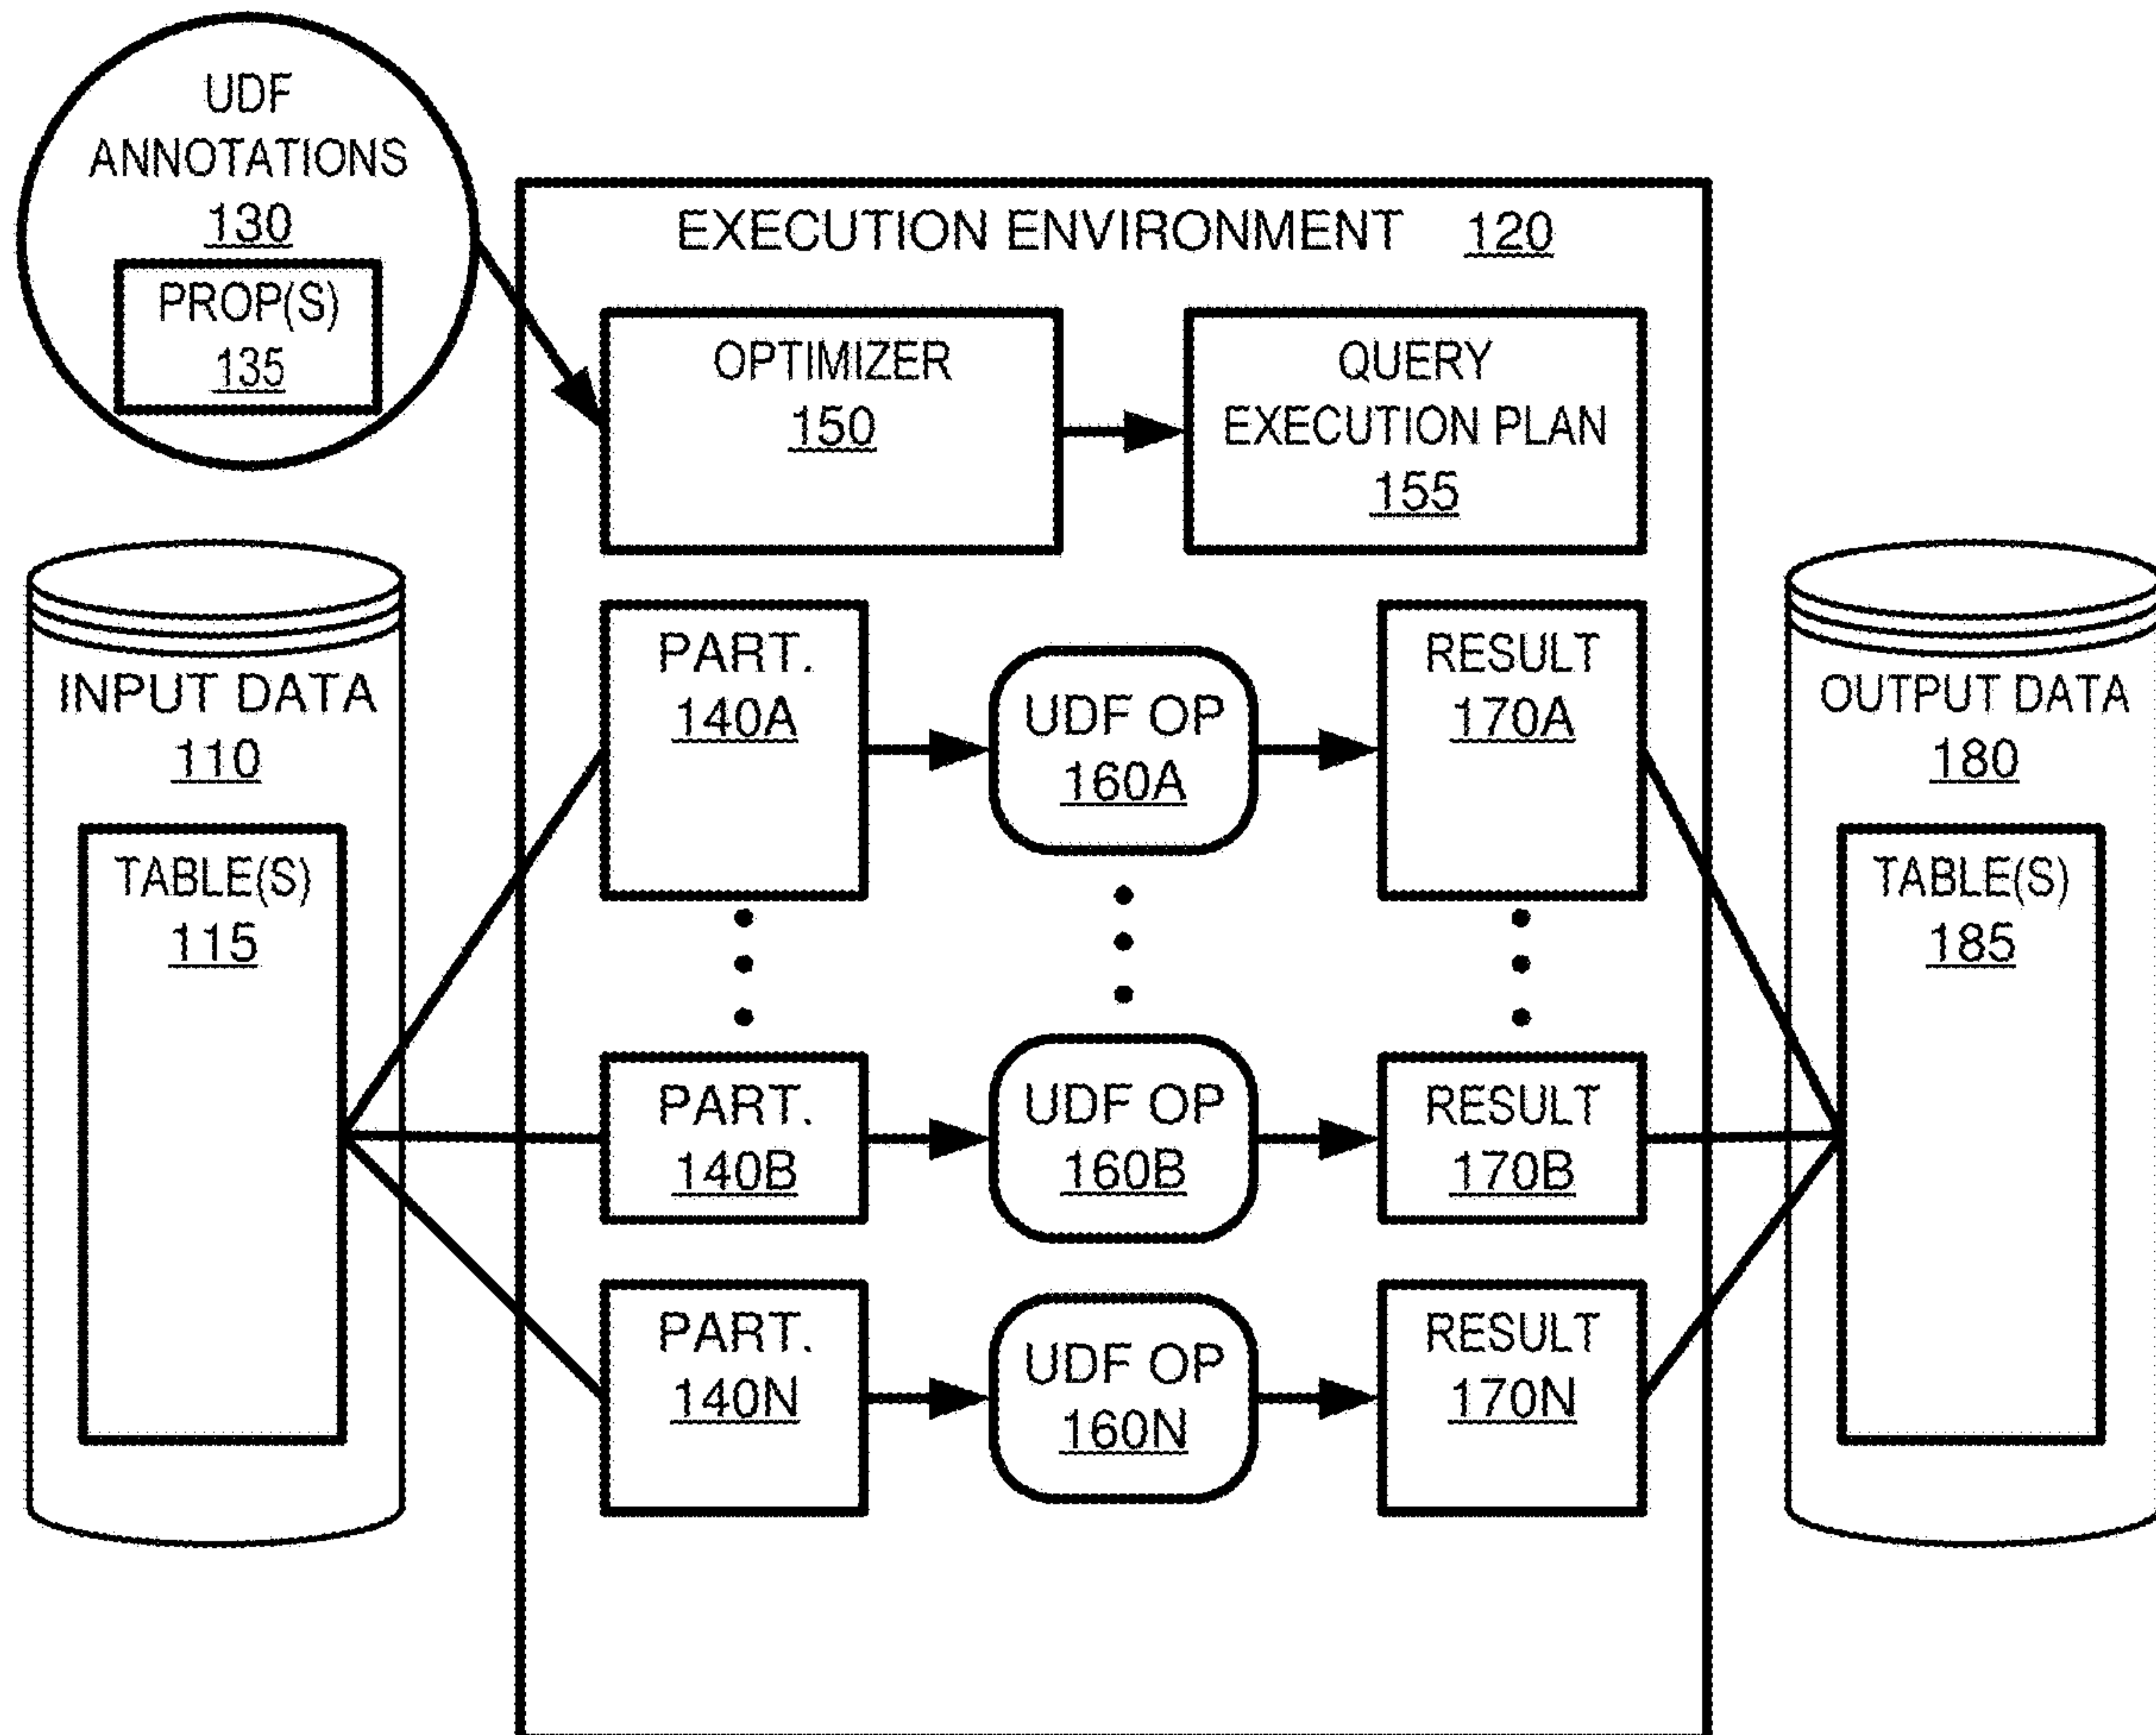 UDF
ANNOTATIONS
130
PROP(S)
135
EXECUTION ENVIRONMENT 120
OPTIMIZER
150
QUERY
EXECUTION PLAN
155
INPUT DATA
110
TABLE(S)
115
PART.
140A
UDF OP
160A
RESULT
170A
PART.
140B
UDF OP
160B
RESULT
170B
PART.
140N
UDF OP
160N
RESULT
170N
OUTPUT DATA
180
TABLE(S)
185